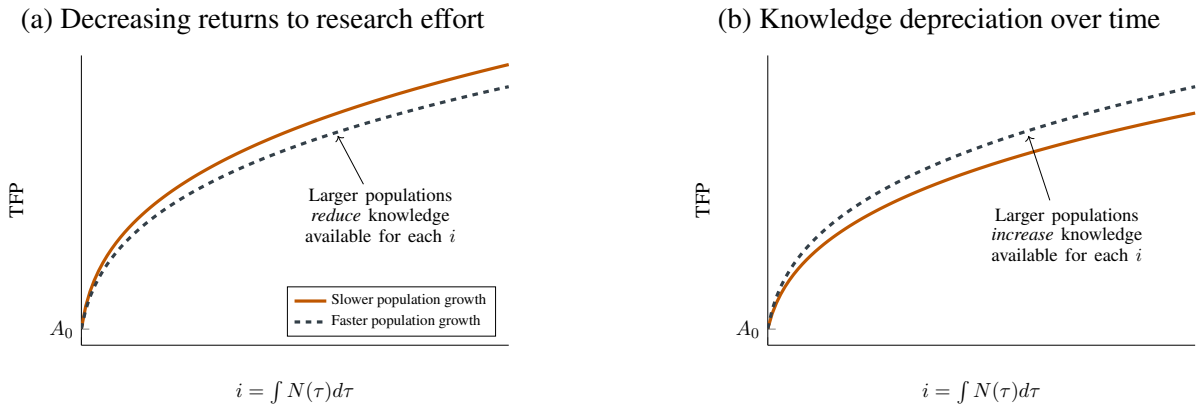 (a) Decreasing returns to research effort
TFP
A₀
Larger populations
reduce knowledge
available for each i
Slower population growth
Faster population growth
i = ∫ N(τ)dτ
(b) Knowledge depreciation over time
TFP
A₀
Larger populations
increase knowledge
available for each i
i = ∫ N(τ)dτ